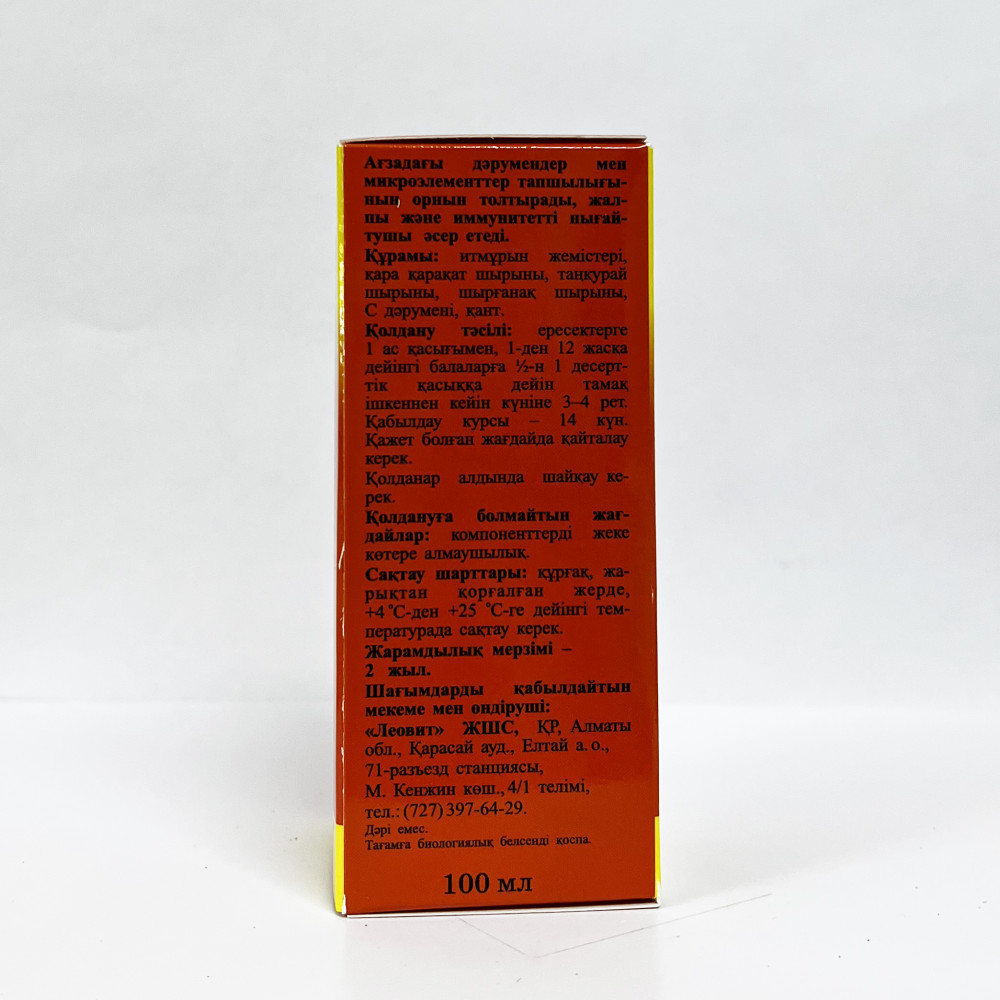 Ағзадағы дәрумендер мен
микроэлементтер тапшылығы-
ның орнын толтырады, жал-
пы және иммунитетті нығай-
тушы әсер етеді.
Құрамы: итмұрын жемістері,
қара қарақат шырыны, таңқурай
шырыны, шырғанақ шырыны,
С дәрумені, қант.
Қолдану тәсілі: ересектерге
1 ас қасығымен, 1-ден 12 жасқа
дейінгі балаларға ½-н 1 десерт-
тік қасыққа дейін тамақ
ішкеннен кейін күніне 3–4 рет.
Қабылдау курсы – 14 күн.
Қажет болған жағдайда қайталау
керек.
Қолданар алдында шайқау ке-
рек.
Қолдануға болмайтын жағ-
дайлар: компоненттерді жеке
көтере алмаушылық.
Сақтау шарттары: құрғақ, жа-
рықтан қорғалған жерде,
+4 °С-ден +25 °С-ге дейінгі тем-
пературада сақтау керек.
Жарамдылық мерзімі –
2 жыл.
Шағымдарды қабылдайтын
мекеме мен өндіруші:
«Леовит» ЖШС, ҚР, Алматы
обл., Қарасай ауд., Елтай а. о.,
71-разъезд станциясы,
М. Кенжин көш., 4/1 телімі,
тел.: (727) 397-64-29.
Дәрі емес.
Тағамға биологиялық белсенді қоспа.
100 мл